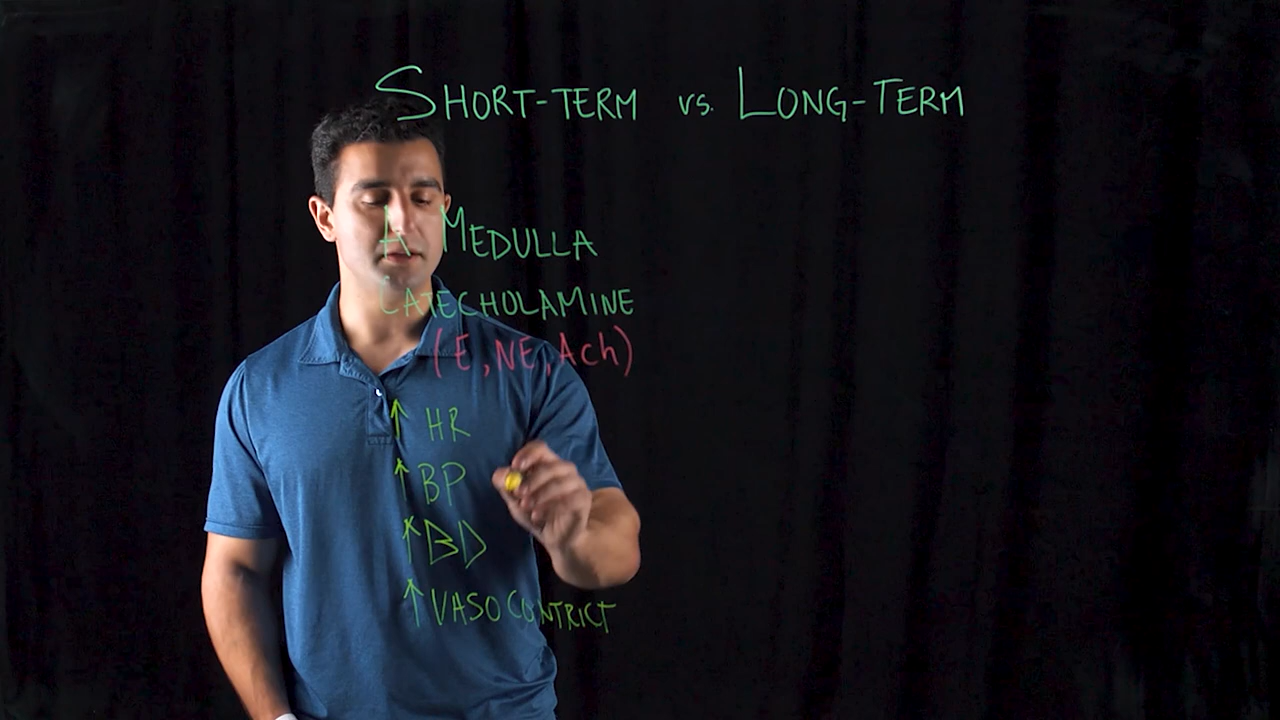 SHORT-TERM vs. LONG-TERM
A MEDULLA
CATECHOLAMINE
(E, NE, Ach)
↑ HR
↑ BP
↑ BD
↑ VASOCONTRICT